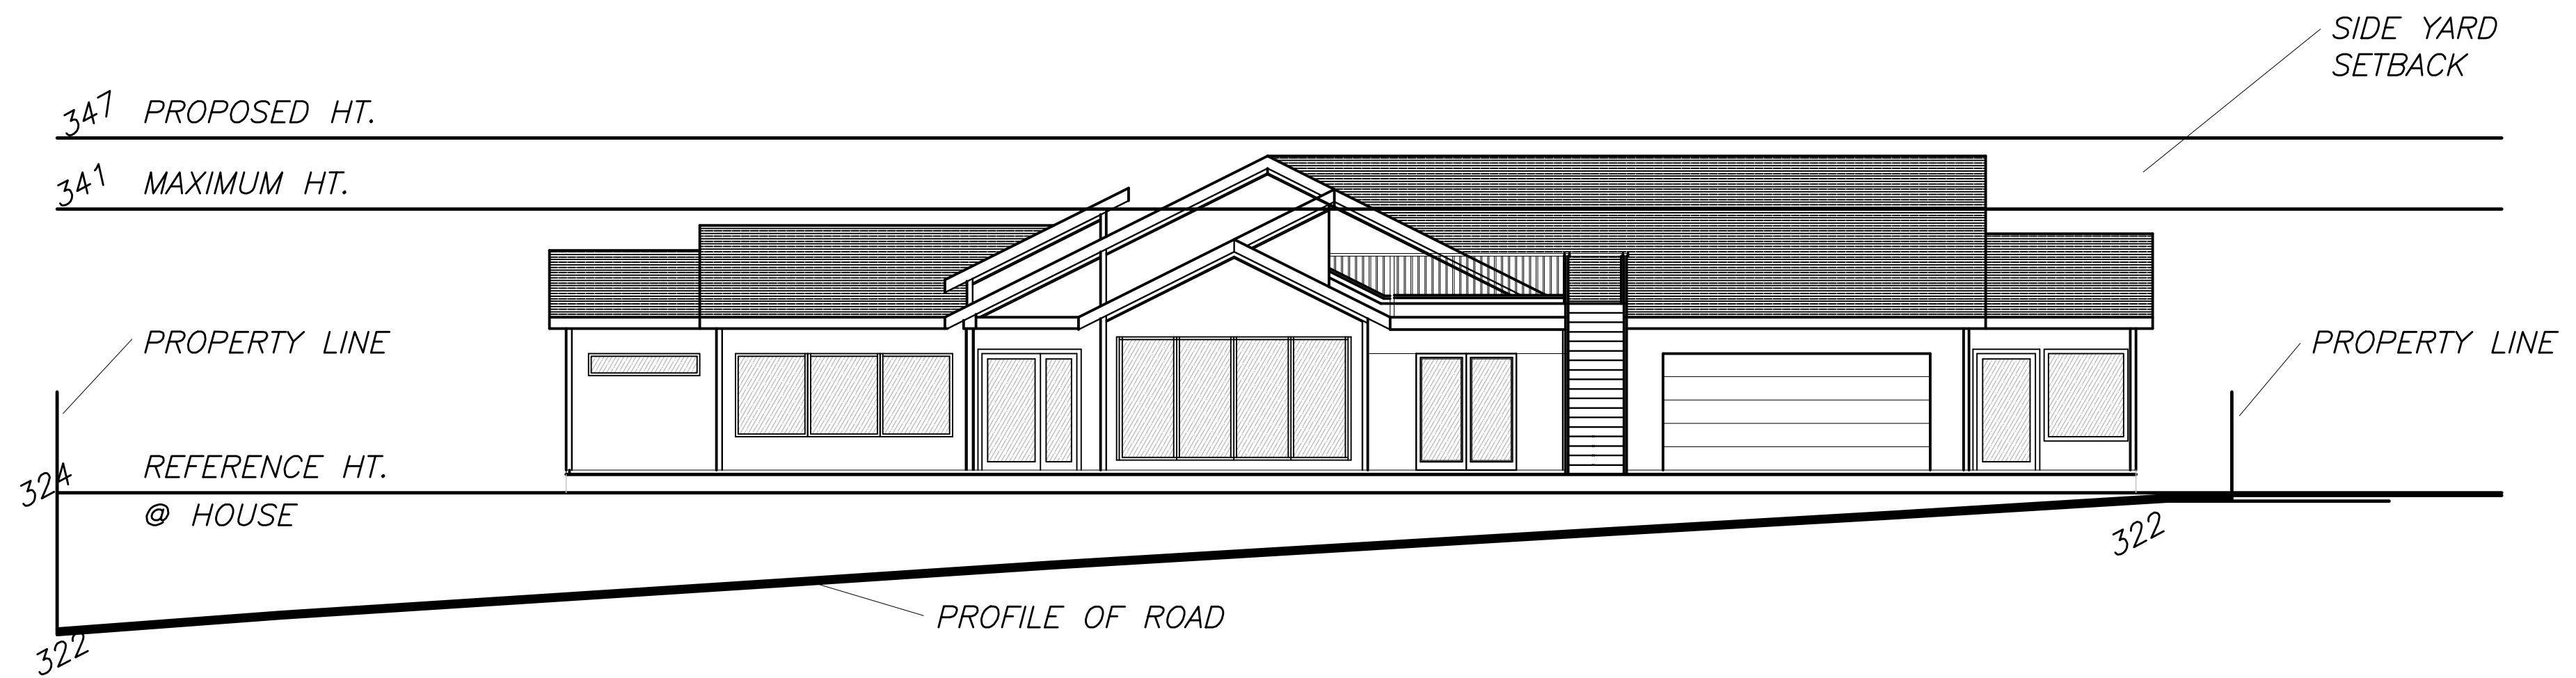 SIDE YARD
SETBACK
347 PROPOSED HT.
341 MAXIMUM HT.
PROPERTY LINE
PROPERTY LINE
324 REFERENCE HT.
@ HOUSE
322
PROFILE OF ROAD
322